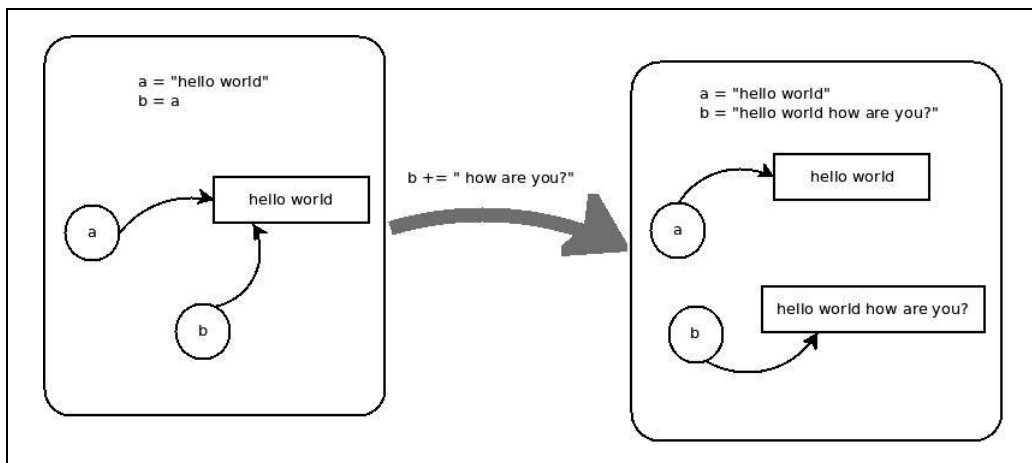 a = "hello world"
b = a
hello world
a
b
b += " how are you?"
a = "hello world"
b = "hello world how are you?"
hello world
a
hello world how are you?
b